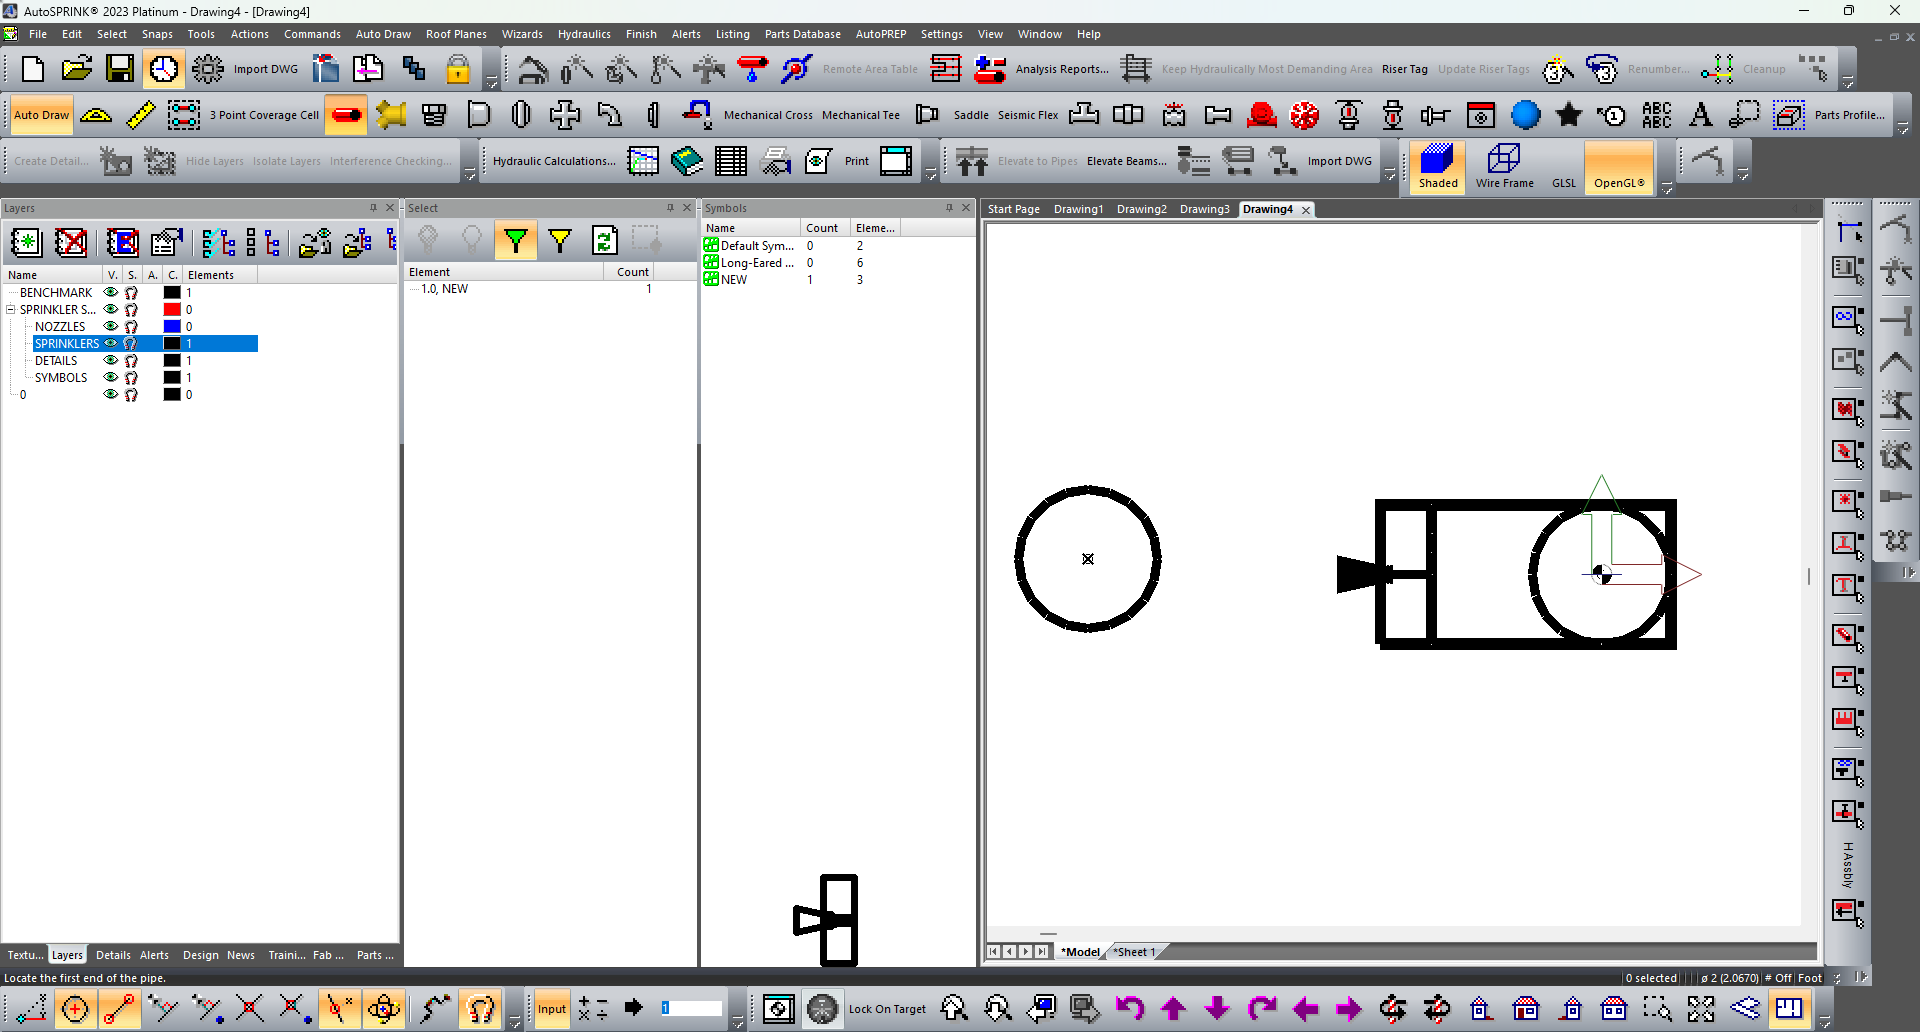 AutoSPRINK® 2023 Platinum - Drawing4 - [Drawing4]
File Edit Select Snaps Tools Actions Commands Auto Draw Roof Planes Wizards Hydraulics Finish Alerts Listing Parts Database AutoPREP Settings View Window Help
Import DWG Remote Area Table Analysis Reports... Keep Hydraulically Most Demanding Area Riser Tag Update Riser Tags 3 3 Renumber... Cleanup
Auto Draw 3 Point Coverage Cell Mechanical Cross Mechanical Tee Saddle Seismic Flex 1 ABC ABC A Parts Profile...
Create Detail... Hide Layers Isolate Layers Interference Checking... Hydraulic Calculations... Print Elevate to Pipes Elevate Beams... Import DWG
Shaded Wire Frame GLSL OpenGL®
Layers Select Symbols Start Page Drawing1 Drawing2 Drawing3 Drawing4
Name V. S. A. C. Elements
BENCHMARK 1
SPRINKLER S... 0
NOZZLES 0
SPRINKLERS 1
DETAILS 1
SYMBOLS 1
0 0
Element Count
1.0, NEW 1
Name Count Eleme...
Default Sym... 0 2
Long-Eared ... 0 6
NEW 1 3
HAssbly
*Model *Sheet 1
Textu... Layers Details Alerts Design News Traini... Fab ... Parts ...
Locate the first end of the pipe. 0 selected ø 2 (2.0670) # Off Foot
Input 1 Lock On Target